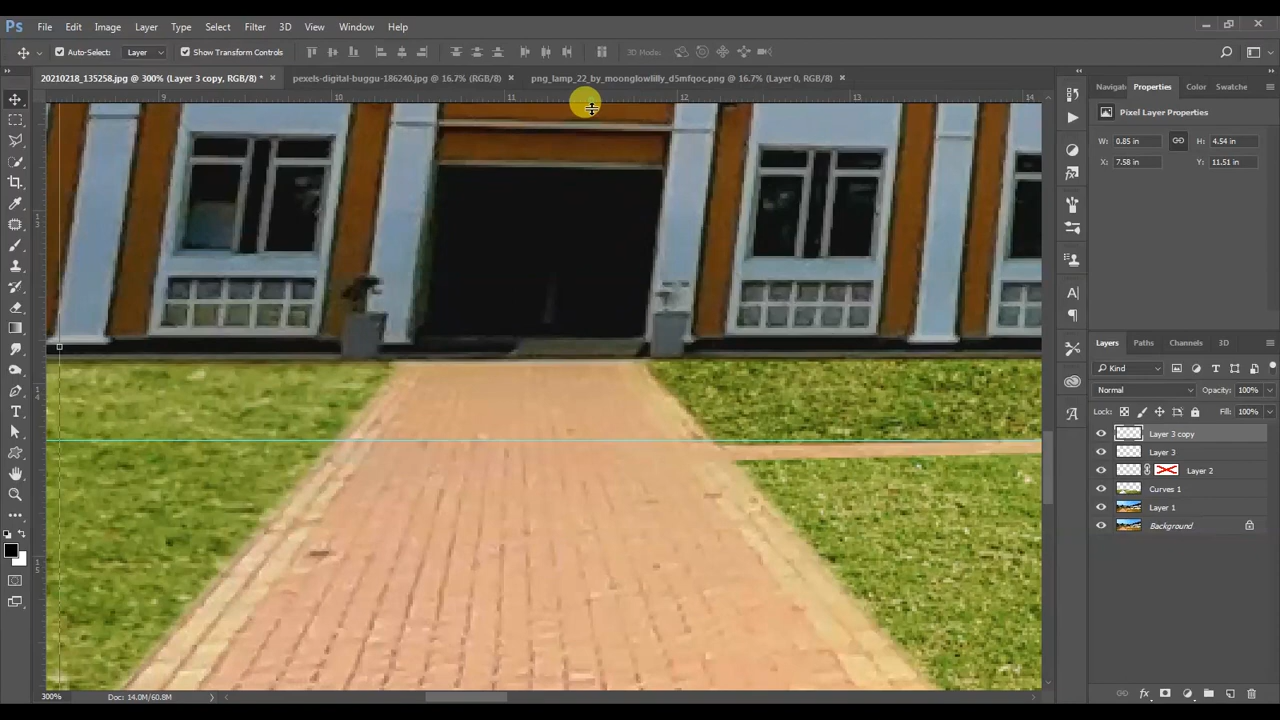 Ps File Edit Image Layer Type Select Filter 3D View Window Help
Auto-Select: Layer Show Transform Controls 3D Mode:
20210218_135258.jpg @ 300% (Layer 3 copy, RGB/8) * × pexels-digital-buggu-186240.jpg @ 16.7% (RGB/8) × png_lamp_22_by_moonglowlilly_d5mfqoc.png @ 16.7% (Layer 0, RGB/8) ×
Navigat Properties Color Swatche
9 10 11 12 13 14
Pixel Layer Properties
W: 0.85 in H: 4.54 in
X: 7.58 in Y: 11.51 in
13
14
15
Layers Paths Channels 3D
Kind
Normal Opacity: 100%
Lock: Fill: 100%
Layer 3 copy
Layer 3
Layer 2
Curves 1
Layer 1
Background
300% Doc: 14.0M/60.8M